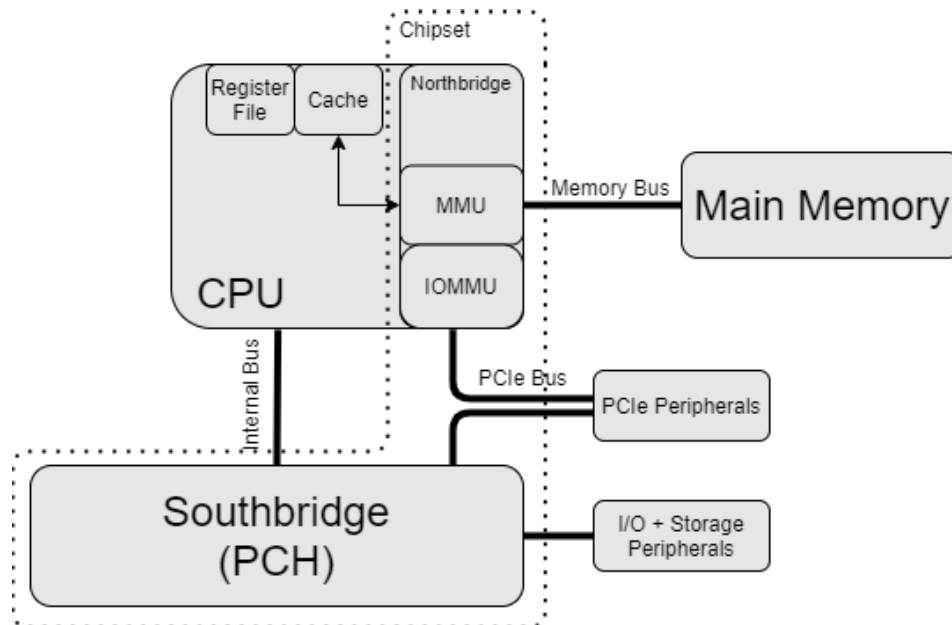 Chipset
Register
File
Cache
Northbridge
MMU
Memory Bus
Main Memory
IOMMU
CPU
Internal Bus
PCIe Bus
PCIe Peripherals
Southbridge
(PCH)
I/O + Storage
Peripherals